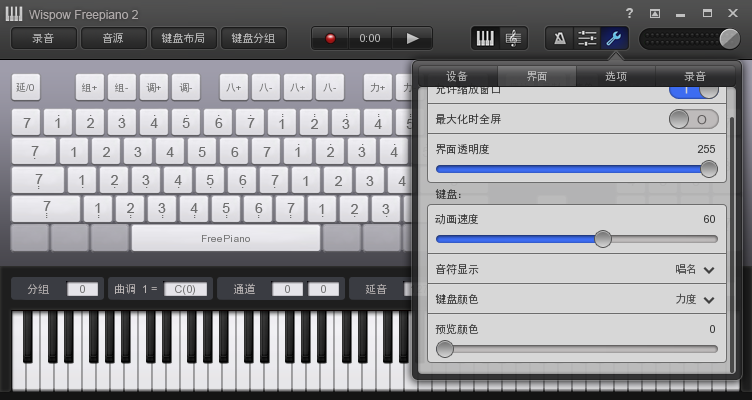 Wispow Freepiano 2
?
录音 音源 键盘布局 键盘分组 0:00
设备 界面 选项 录音
延/0 组+ 组- 调+ 调- 八+ 八- 八+ 八- 力+
允许缩放窗口
7 1 2 3 4 5 6 7 1 2 3 4 5
最大化时全屏
7 1 2 3 4 5 6 7 1 2 3 4
界面透明度 255
7 1 2 3 4 5 6 7 1 2 3
键盘:
7 1 2 3 4 5 6 7 1 2 3
动画速度 60
FreePiano
音符显示 唱名
分组 0 曲调 1 = C(0) 通道 0 0 延音
键盘颜色 力度
预览颜色 0